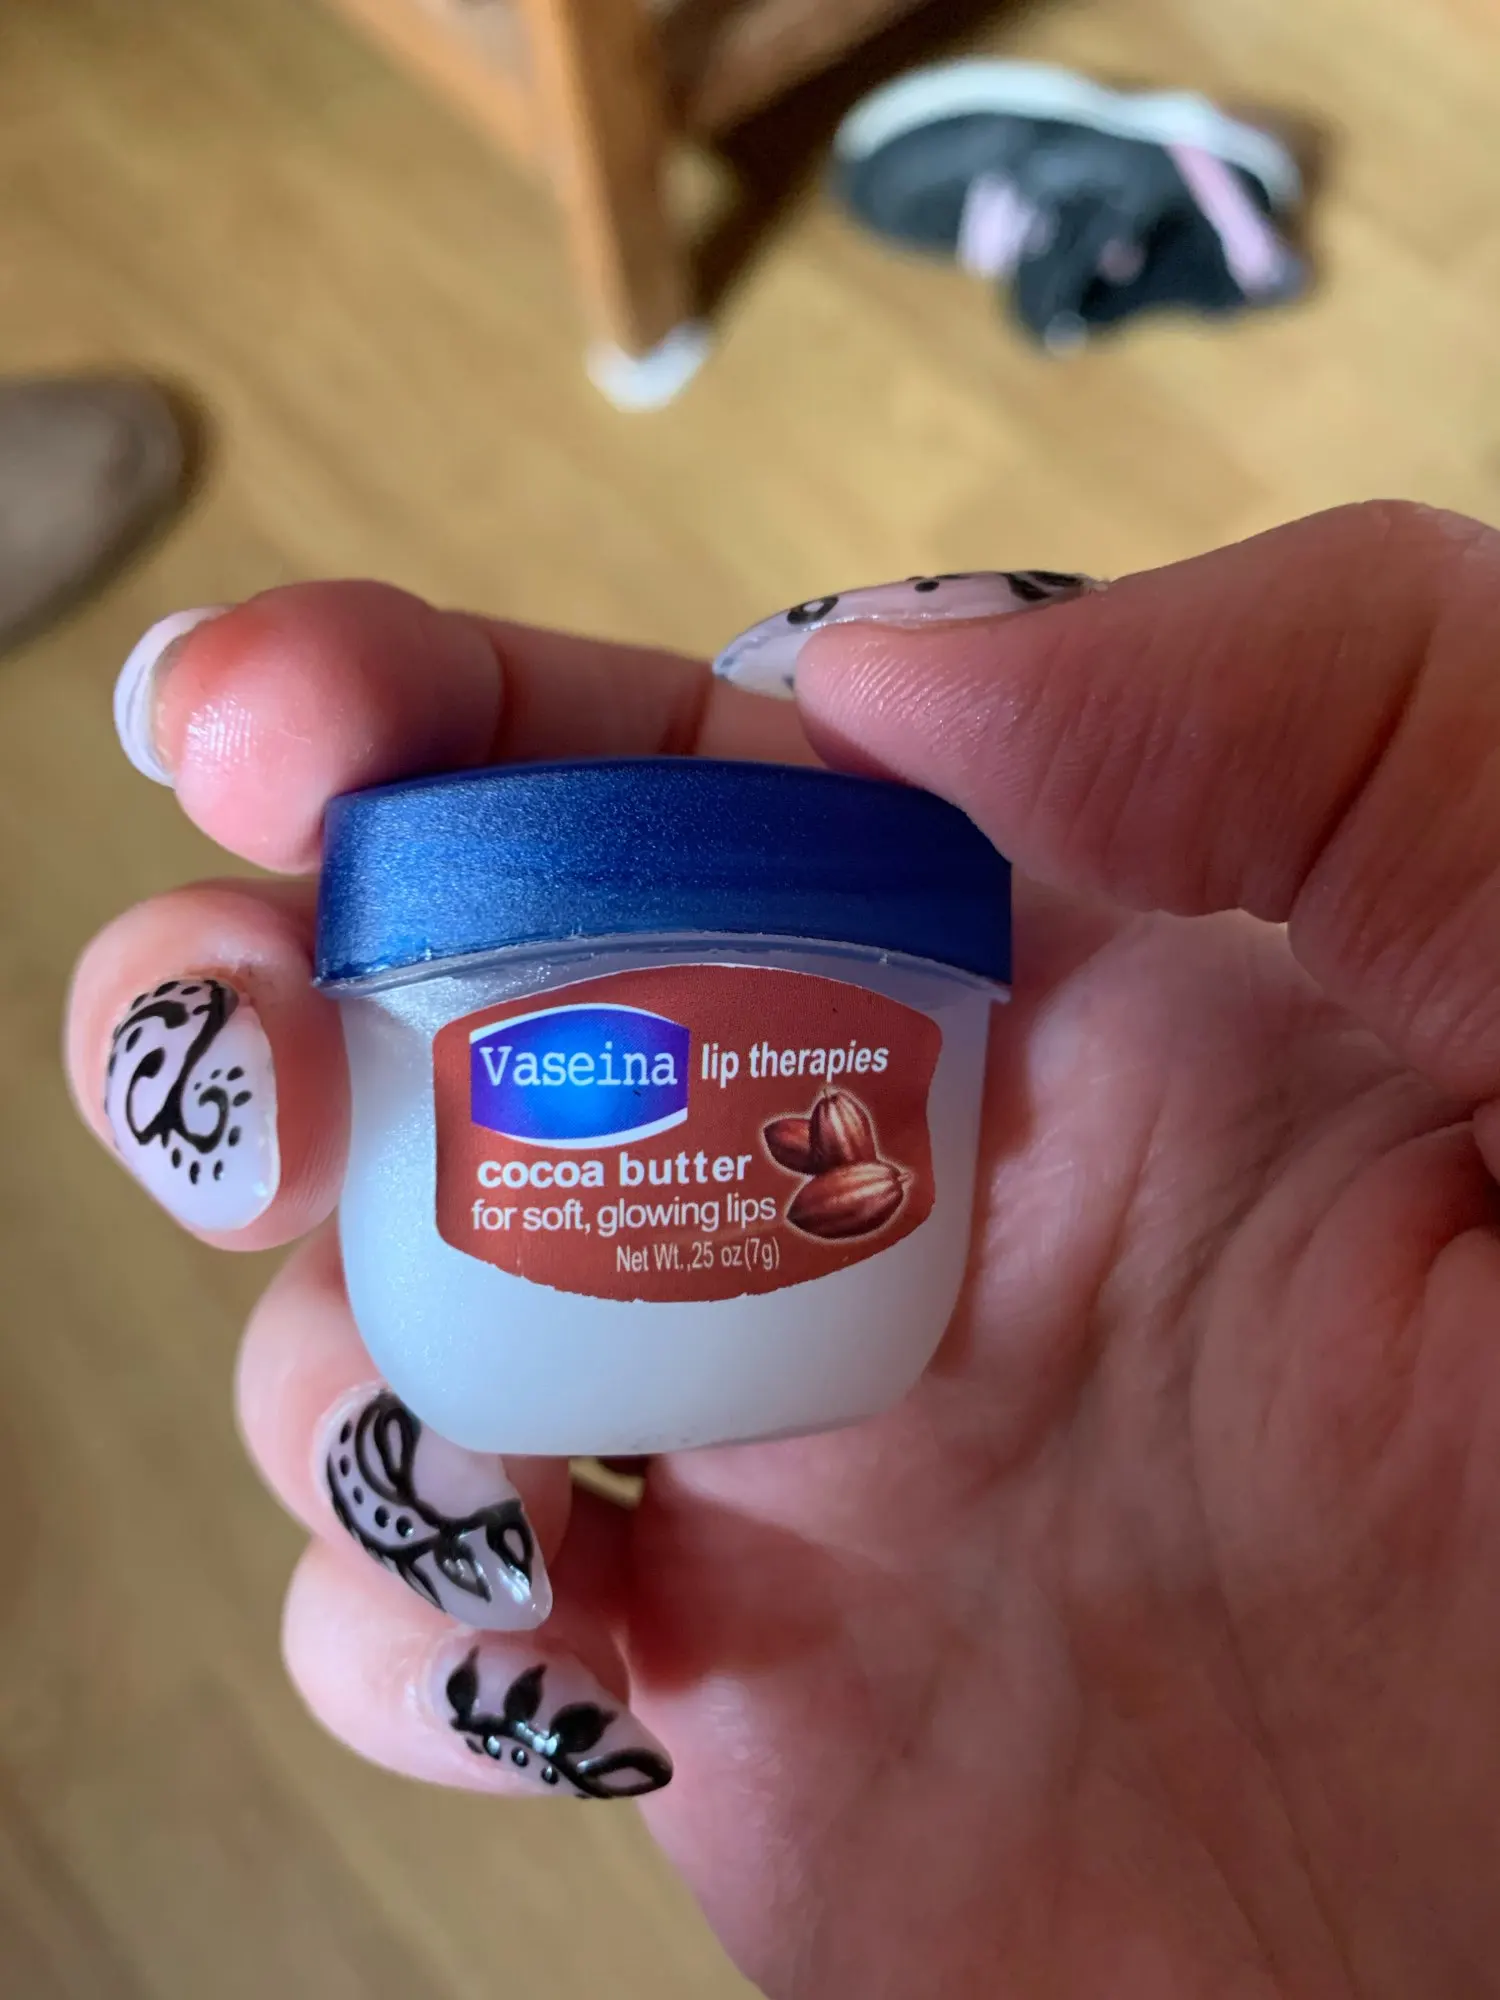 Vaseina lip therapies
cocoa butter
for soft, glowing lips
Net Wt.,25 oz(7g)